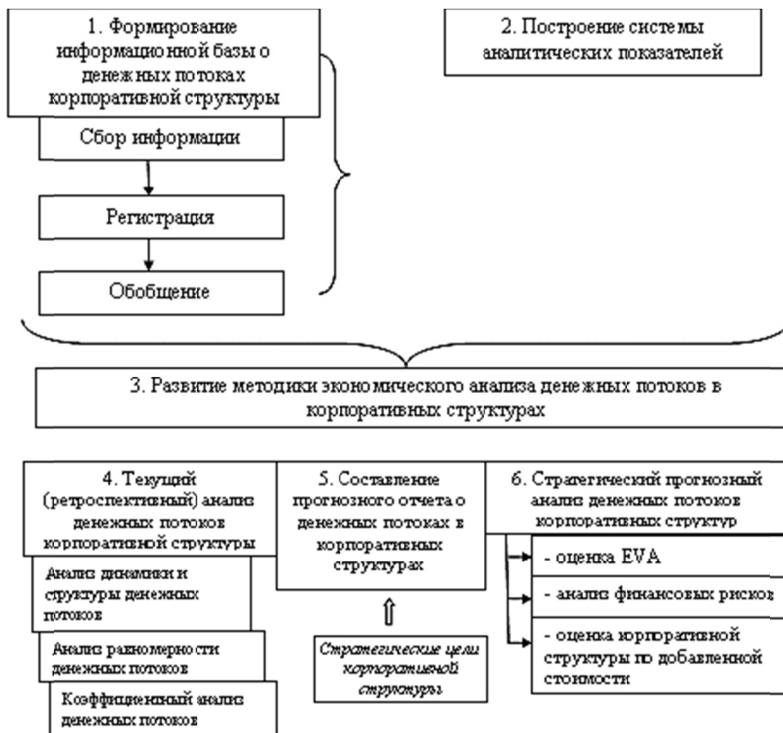 1. Формирование
информационной базы о
денежных потоках
корпоративной структуры
Сбор информации
Регистрация
Обобщение
2. Построение системы
аналитических показателей
3. Развитие методики экономического анализа денежных потоков в
корпоративных структурах
4. Текущий
(ретроспективный) анализ
денежных потоков
корпоративной структуры
Анализ динамики и
структуры денежных
потоков
Анализ равномерности
денежных потоков
Коэффициентный анализ
денежных потоков
5. Составление
прогнозного отчета о
денежных потоках в
корпоративных
структурах
Стратегические цели
корпоративной
структуры
6. Стратегический прогнозный
анализ денежных потоков
корпоративных структур
- оценка EVA
- анализ финансовых рисков
- оценка корпоративной
структуры по добавленной
стоимости